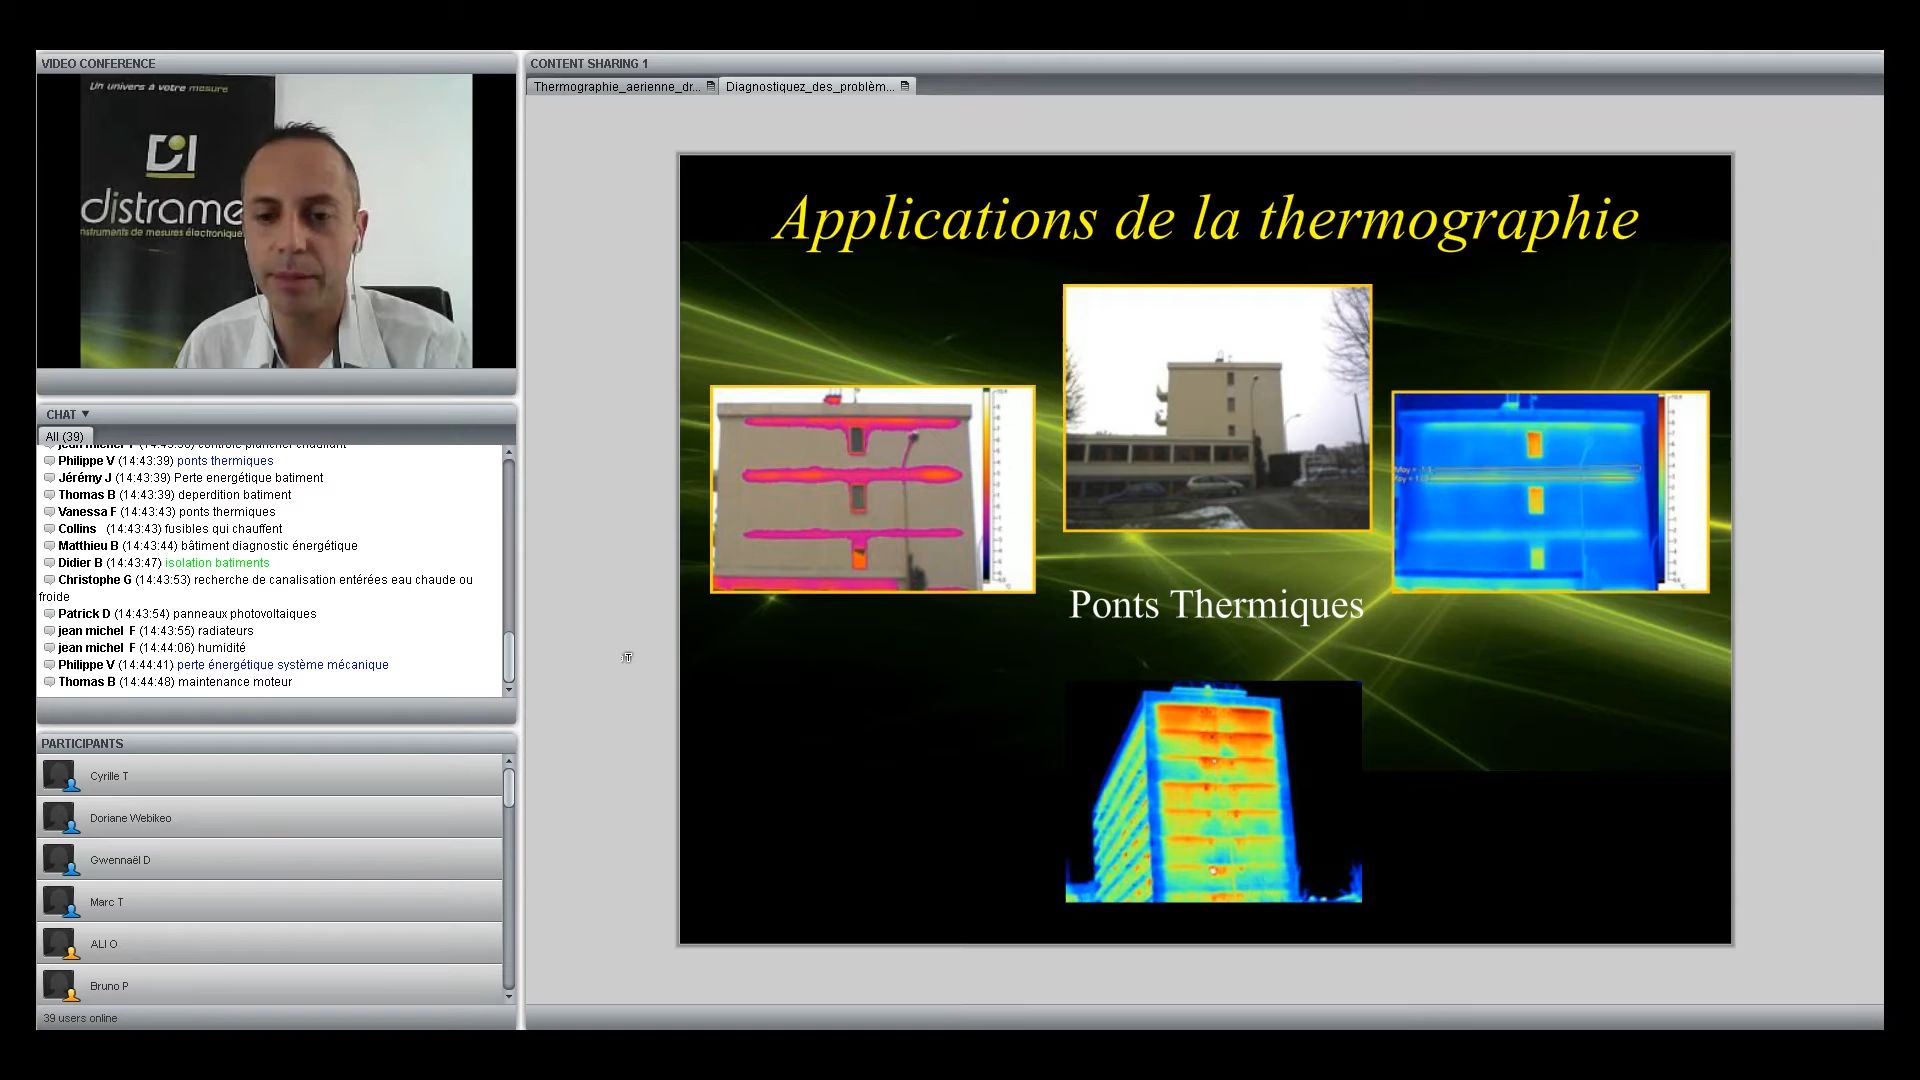 VIDEO CONFERENCE
Un univers à votre mesure
distrame
instruments de mesures électronique
CHAT ▼
All (39)
Philippe V (14:43:39) ponts thermiques
Jérémy J (14:43:39) Perte energétique batiment
Thomas B (14:43:39) deperdition batiment
Vanessa F (14:43:43) ponts thermiques
Collins (14:43:43) fusibles qui chauffent
Matthieu B (14:43:44) bâtiment diagnostic énergétique
Didier B (14:43:47) isolation batiments
Christophe G (14:43:53) recherche de canalisation entérées eau chaude ou
froide
Patrick D (14:43:54) panneaux photovoltaiques
jean michel F (14:43:55) radiateurs
jean michel F (14:44:06) humidité
Philippe V (14:44:41) perte énergétique système mécanique
Thomas B (14:44:48) maintenance moteur
PARTICIPANTS
Cyrille T
Doriane Webikeo
Gwennaël D
Marc T
ALI O
Bruno P
39 users online
CONTENT SHARING 1
Thermographie_aerienne_dr... Diagnostiquez_des_problèm...
Applications de la thermographie
Ponts Thermiques